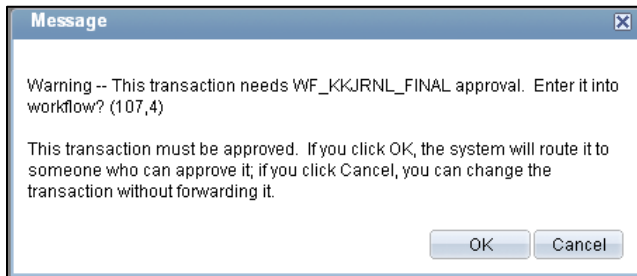 Message
Warning -- This transaction needs WF_KKJRNL_FINAL approval.  Enter it into
workflow? (107,4)
This transaction must be approved.  If you click OK, the system will route it to
someone who can approve it; if you click Cancel, you can change the
transaction without forwarding it.
OK Cancel